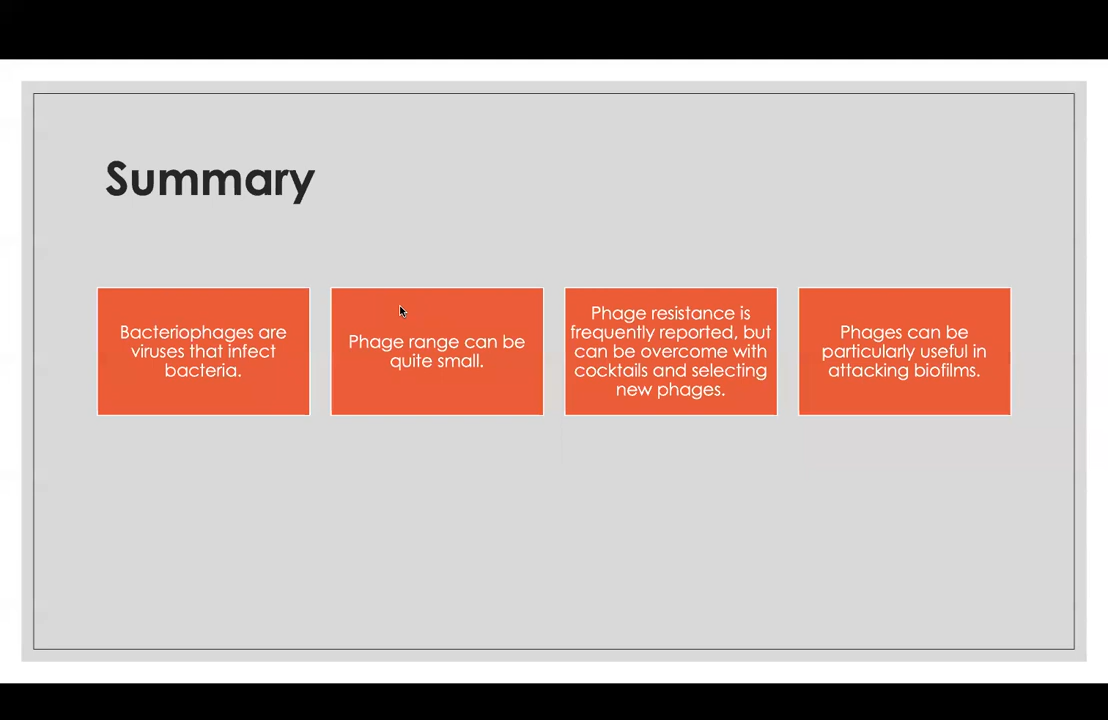 Summary
Bacteriophages are
viruses that infect
bacteria.
Phage range can be
quite small.
Phage resistance is
frequently reported, but
can be overcome with
cocktails and selecting
new phages.
Phages can be
particularly useful in
attacking biofilms.